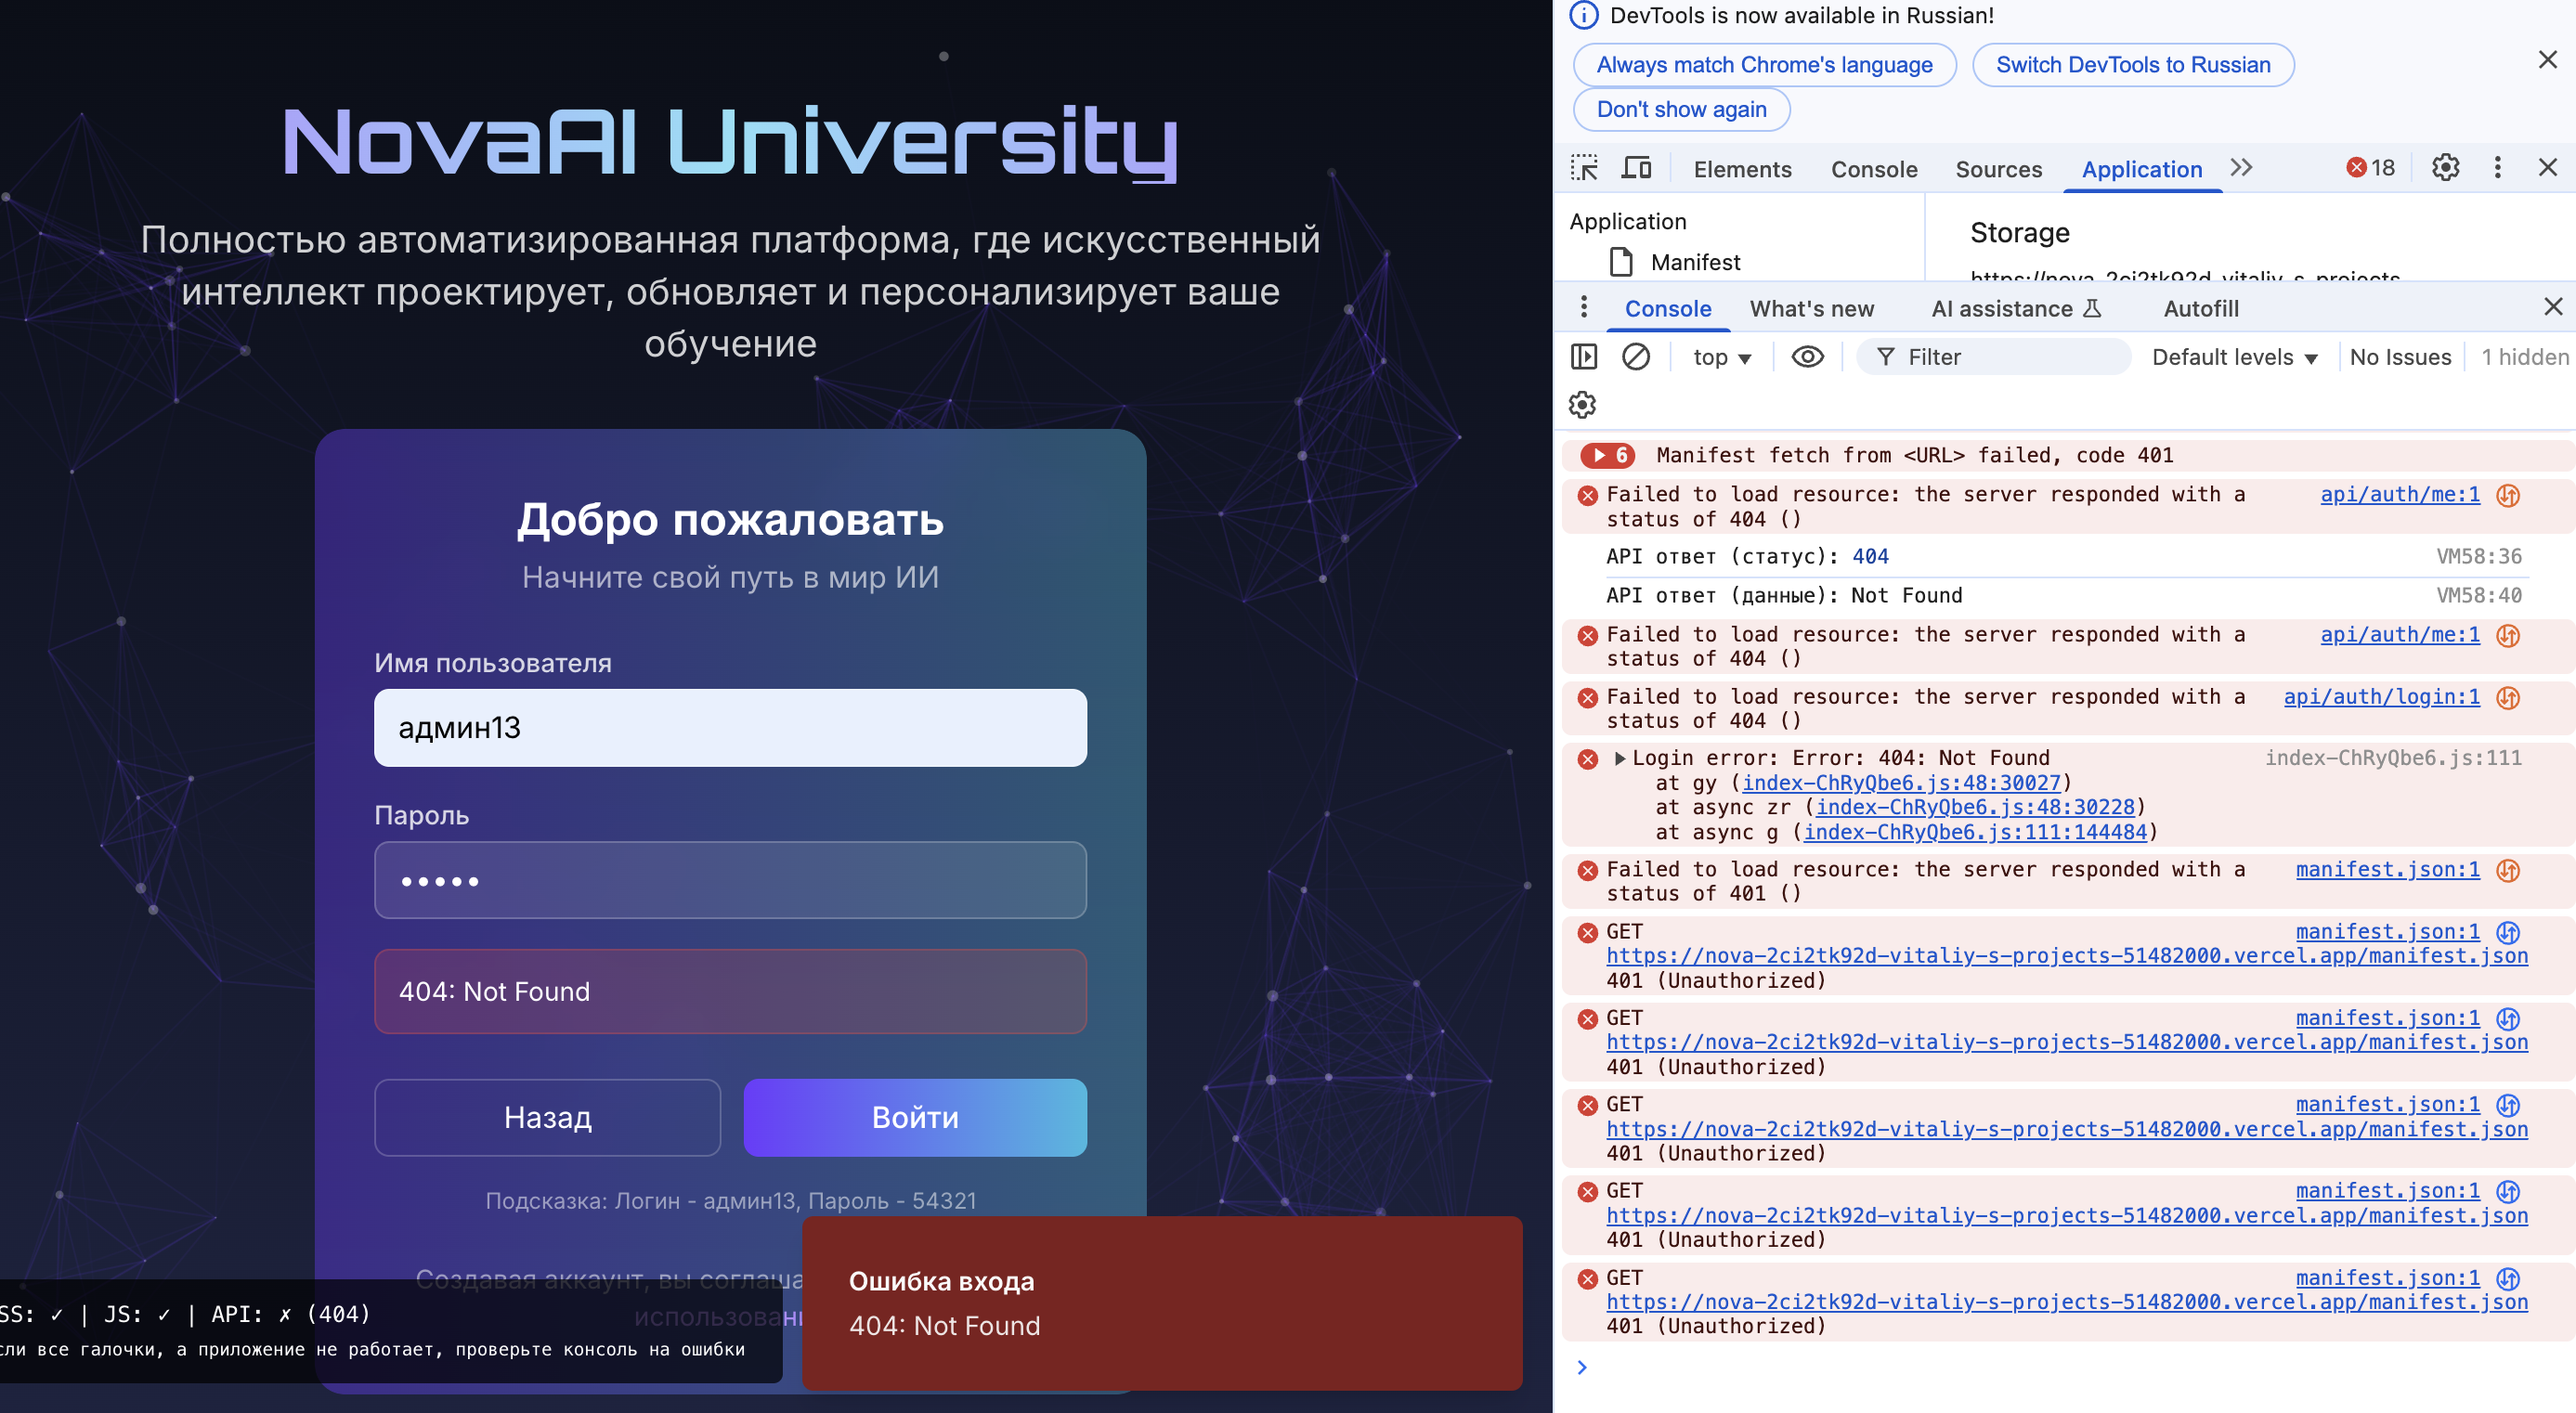 NovaAI University
Полностью автоматизированная платформа, где искусственный
интеллект проектирует, обновляет и персонализирует ваше
обучение
Добро пожаловать
Начните свой путь в мир ИИ
Имя пользователя
админ13
Пароль
•••••
404: Not Found
Назад
Войти
Подсказка: Логин - админ13, Пароль - 54321
Создавая аккаунт, вы соглаша
использовани
SS: ✓ | JS: ✓ | API: ✗ (404)
сли все галочки, а приложение не работает, проверьте консоль на ошибки
Ошибка входа
404: Not Found
DevTools is now available in Russian!
Always match Chrome's language
Switch DevTools to Russian
Don't show again
Elements
Console
Sources
Application
18
Application
Manifest
Storage
https://nova-2ci2tk92d-vitaliy-s-projects
Console
What's new
AI assistance
Autofill
top
Filter
Default levels
No Issues
1 hidden
6 Manifest fetch from <URL> failed, code 401
Failed to load resource: the server responded with a api/auth/me:1
status of 404 ()
API ответ (статус): 404 VM58:36
API ответ (данные): Not Found VM58:40
Failed to load resource: the server responded with a api/auth/me:1
status of 404 ()
Failed to load resource: the server responded with a api/auth/login:1
status of 404 ()
Login error: Error: 404: Not Found index-ChRyQbe6.js:111
at gy (index-ChRyQbe6.js:48:30027)
at async zr (index-ChRyQbe6.js:48:30228)
at async g (index-ChRyQbe6.js:111:144484)
Failed to load resource: the server responded with a manifest.json:1
status of 401 ()
GET manifest.json:1
https://nova-2ci2tk92d-vitaliy-s-projects-51482000.vercel.app/manifest.json
401 (Unauthorized)
GET manifest.json:1
https://nova-2ci2tk92d-vitaliy-s-projects-51482000.vercel.app/manifest.json
401 (Unauthorized)
GET manifest.json:1
https://nova-2ci2tk92d-vitaliy-s-projects-51482000.vercel.app/manifest.json
401 (Unauthorized)
GET manifest.json:1
https://nova-2ci2tk92d-vitaliy-s-projects-51482000.vercel.app/manifest.json
401 (Unauthorized)
GET manifest.json:1
https://nova-2ci2tk92d-vitaliy-s-projects-51482000.vercel.app/manifest.json
401 (Unauthorized)